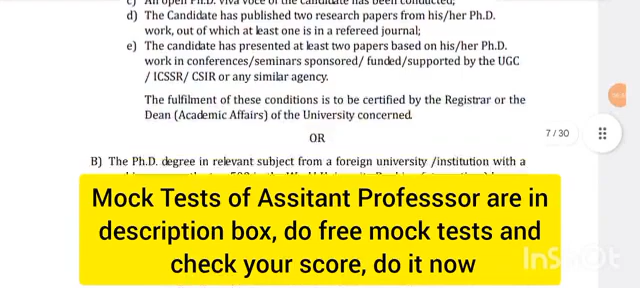 c) An open Ph.D. viva voce of the candidate has been conducted;
d) The Candidate has published two research papers from his/her Ph.D.
work, out of which at least one is in a refereed journal;
e) The candidate has presented at least two papers based on his/her Ph.D.
work in conferences/seminars sponsored/ funded/supported by the UGC
/ ICSSR/ CSIR or any similar agency.
The fulfilment of these conditions is to be certified by the Registrar or the
Dean (Academic Affairs) of the University concerned.
OR
7 / 30
B) The Ph.D. degree in relevant subject from a foreign university /institution with a
Mock Tests of Assitant Professsor are in
description box, do free mock tests and
check your score, do it now
InShot